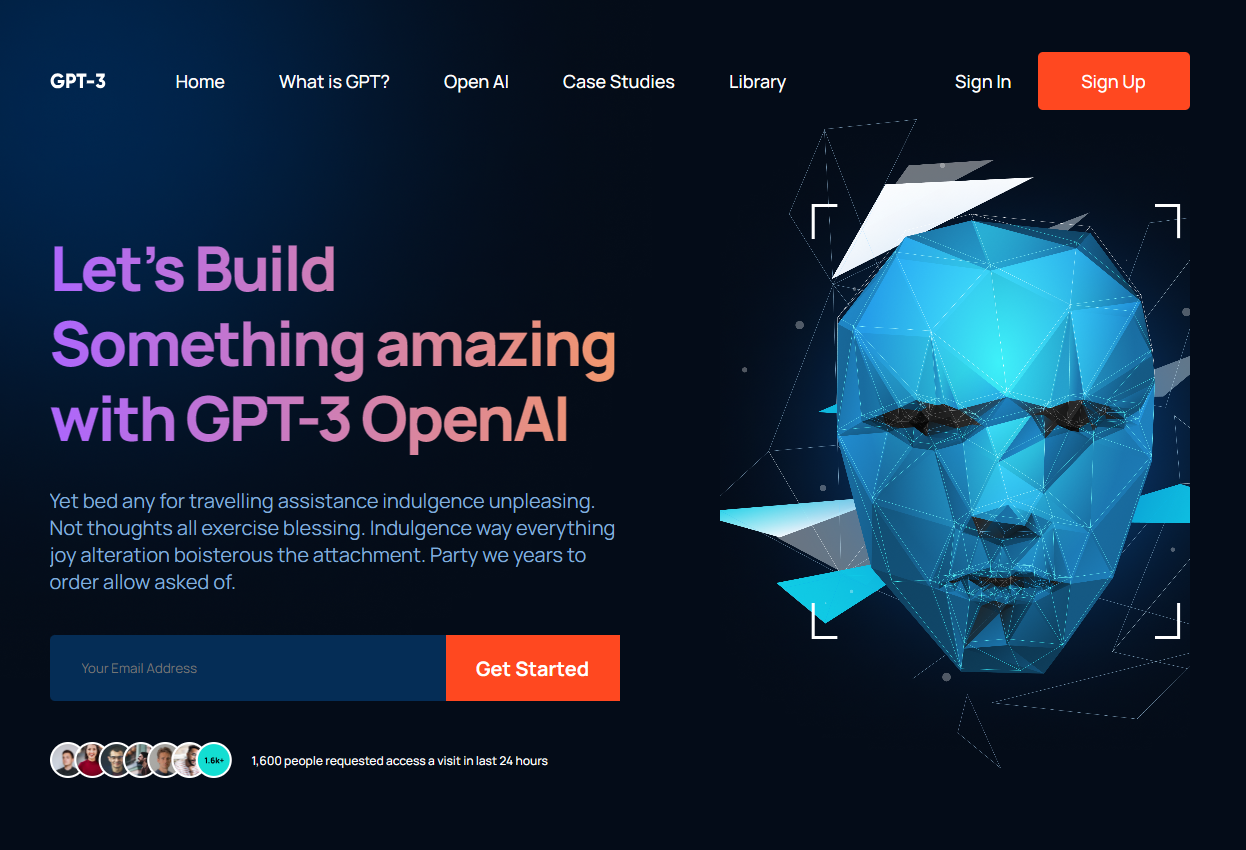 GPT-3 Home What is GPT? Open AI Case Studies Library Sign In Sign Up
Let’s Build
Something amazing
with GPT-3 OpenAI
Yet bed any for travelling assistance indulgence unpleasing.
Not thoughts all exercise blessing. Indulgence way everything
joy alteration boisterous the attachment. Party we years to
order allow asked of.
Your Email Address Get Started
1.6k+ 1,600 people requested access a visit in last 24 hours